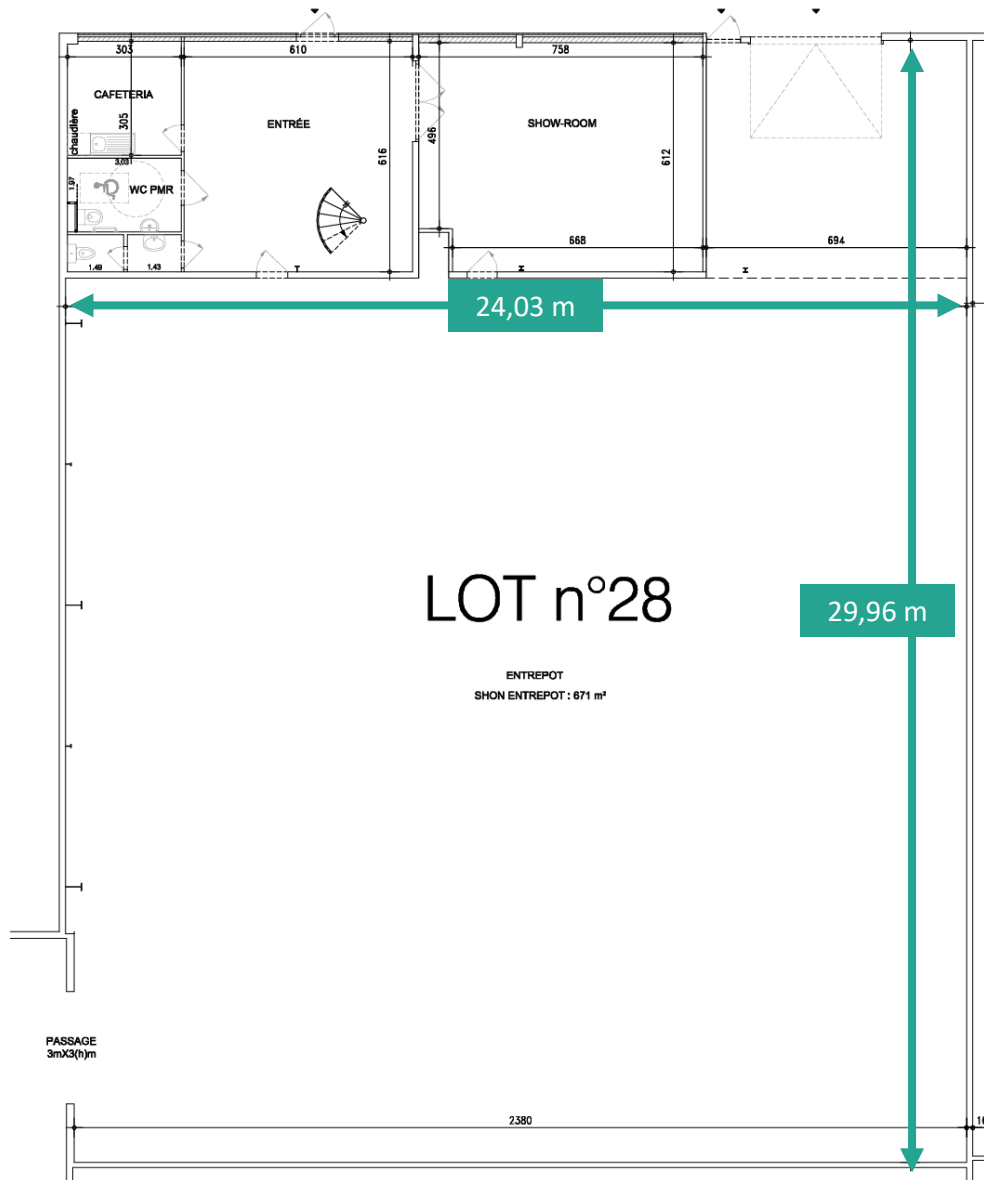 303
610
758
CAFETERIA
chaudière
305
ENTRÉE
496
SHOW-ROOM
616
612
3,03
1.97
WC PMR
668
694
1.49
1.43
24,03 m
LOT n°28
29,96 m
ENTREPOT
SHON ENTREPOT : 671 m²
PASSAGE
3mX3(h)m
2380